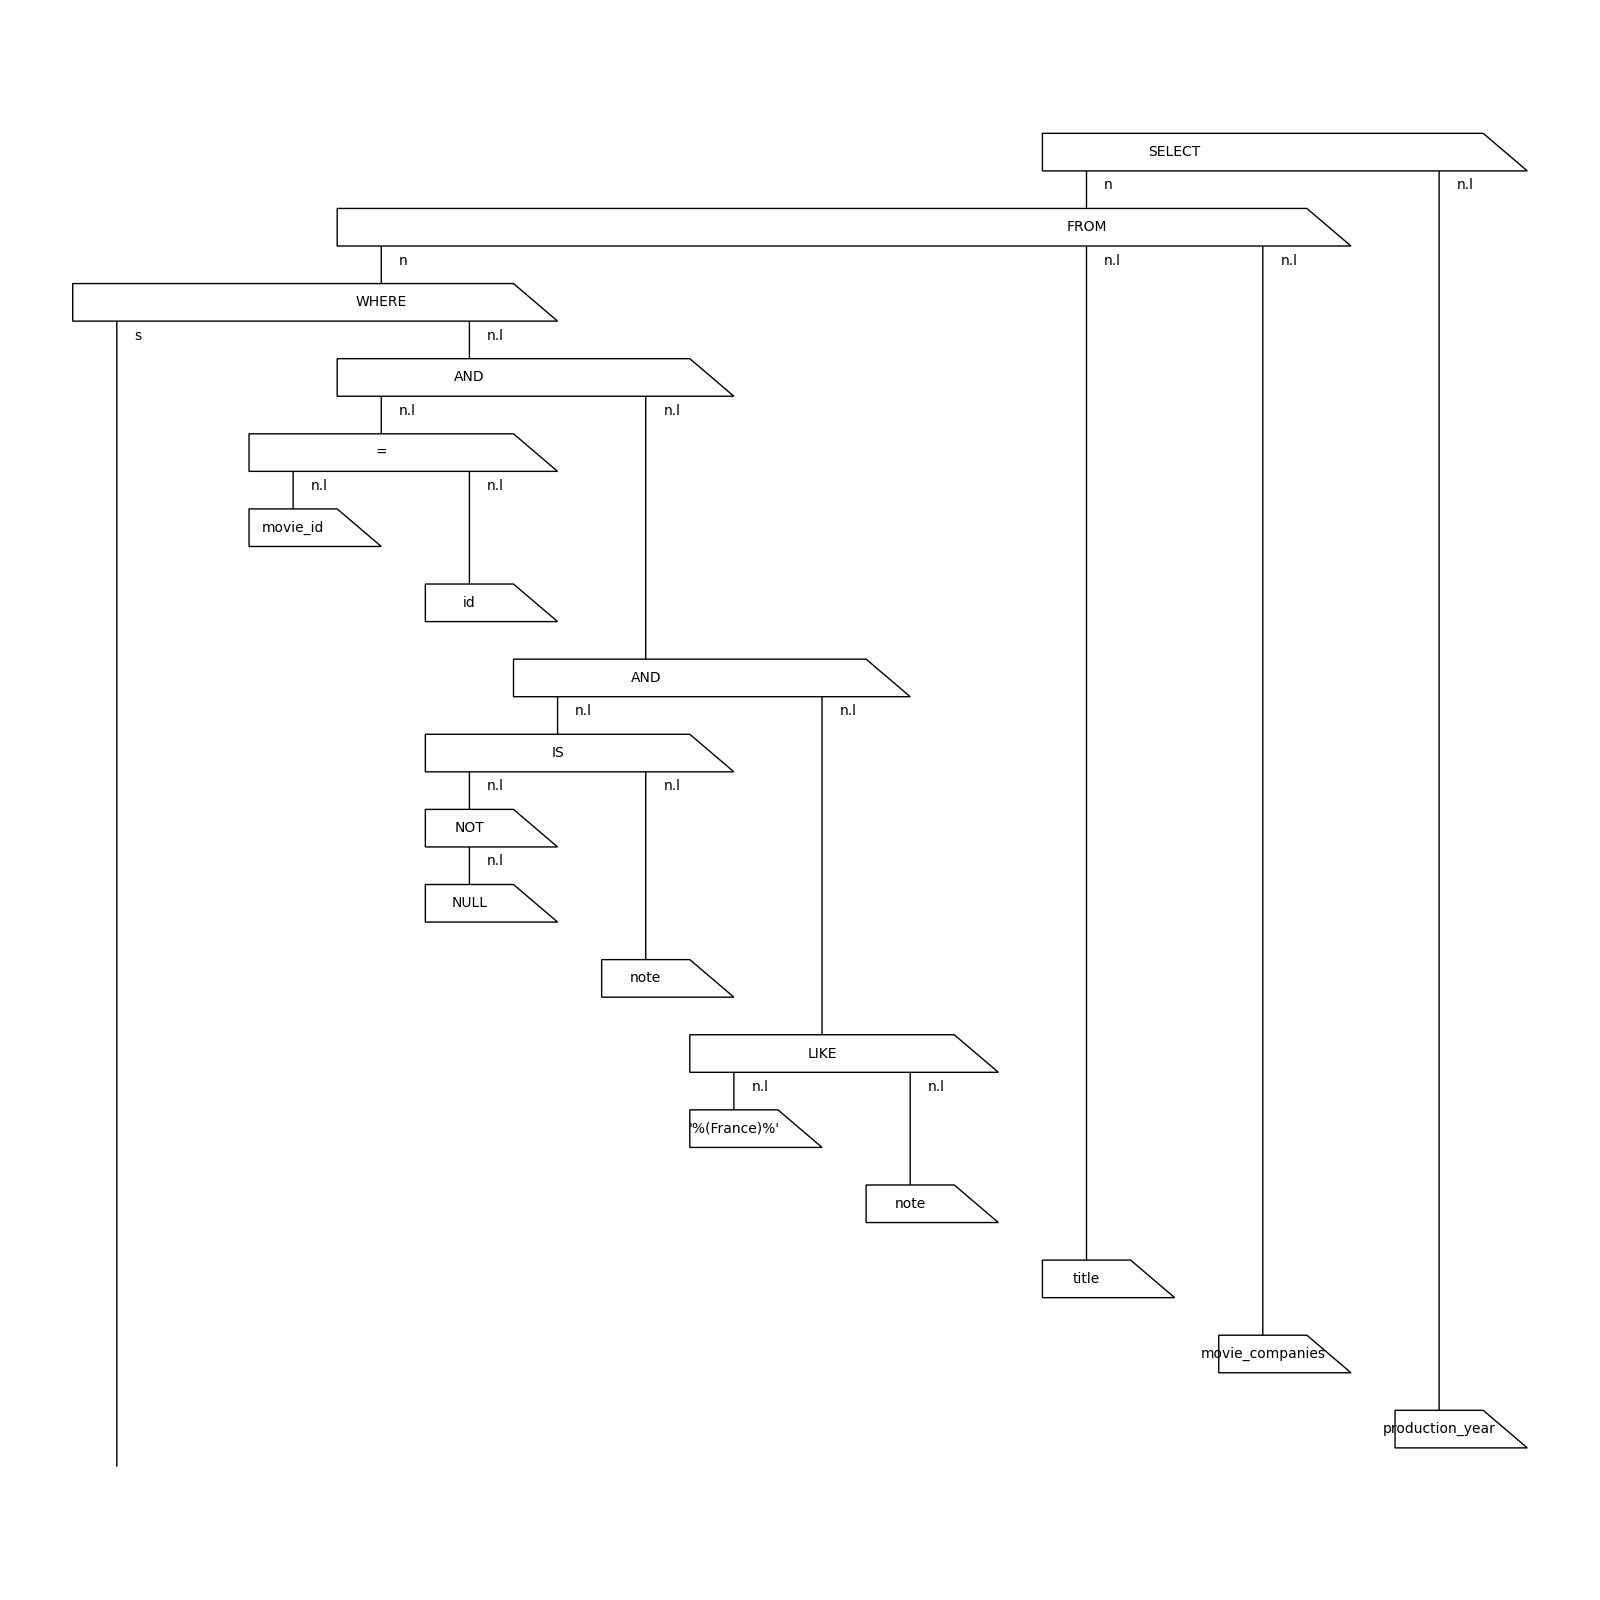 SELECT
n n.l
FROM
n n.l n.l
WHERE
s n.l
AND
n.l n.l
=
n.l n.l
movie_id
id
AND
n.l n.l
IS
n.l n.l
NOT
n.l
NULL
note
LIKE
n.l n.l
'%(France)%'
note
title
movie_companies
production_year